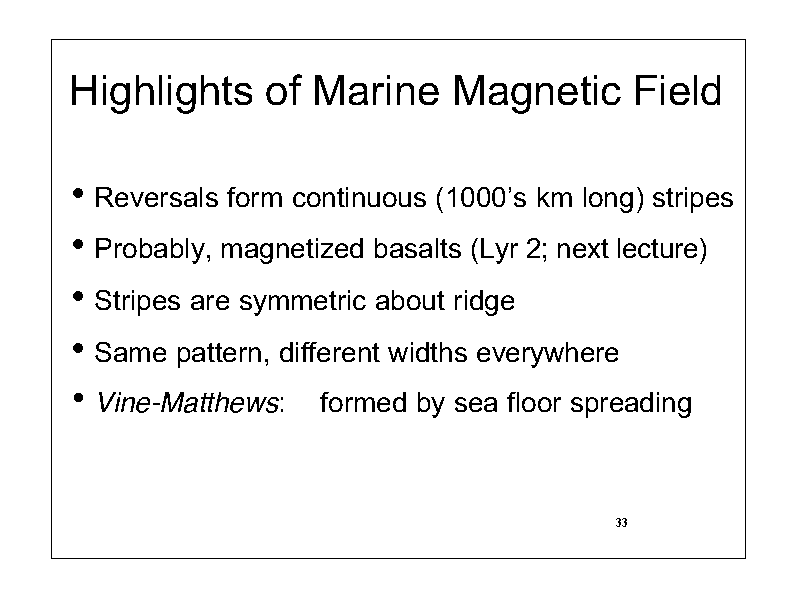 Highlights of Marine Magnetic Field
• Reversals form continuous (1000’s km long) stripes
• Probably, magnetized basalts (Lyr 2; next lecture)
• Stripes are symmetric about ridge
• Same pattern, different widths everywhere
• Vine-Matthews: formed by sea floor spreading
33